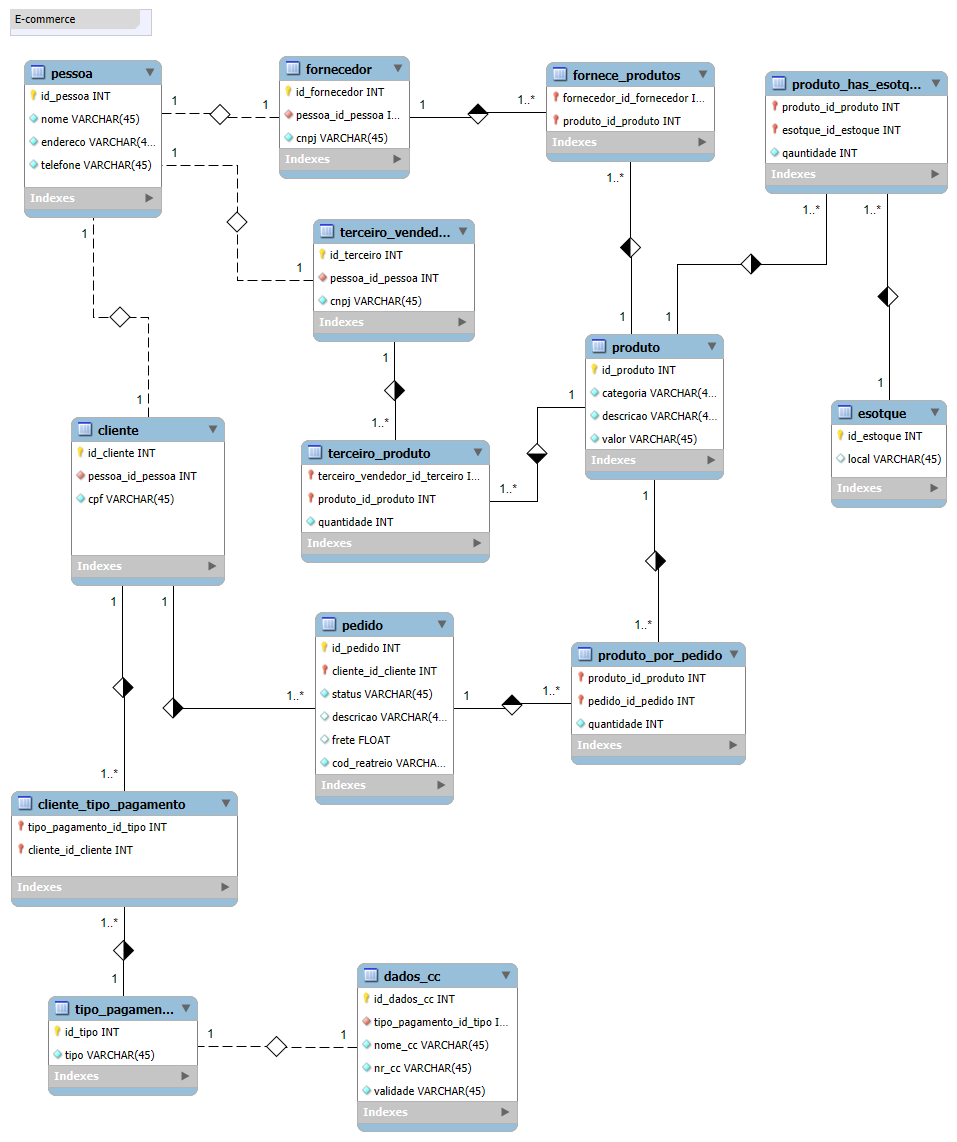 E-commerce
pessoa
id_pessoa INT
nome VARCHAR(45)
endereco VARCHAR(4...
telefone VARCHAR(45)
Indexes
1
1
fornecedor
id_fornecedor INT
pessoa_id_pessoa I...
cnpj VARCHAR(45)
Indexes
1
1..*
fornece_produtos
fornecedor_id_fornecedor I...
produto_id_produto INT
Indexes
produto_has_esotq...
produto_id_produto INT
esotque_id_estoque INT
qauntidade INT
Indexes
1
1
terceiro_vended...
id_terceiro INT
pessoa_id_pessoa INT
cnpj VARCHAR(45)
Indexes
1..*
1
1..*
1
1..*
1
produto
id_produto INT
categoria VARCHAR(4...
descricao VARCHAR(4...
valor VARCHAR(45)
Indexes
esotque
id_estoque INT
local VARCHAR(45)
Indexes
1
1
cliente
id_cliente INT
pessoa_id_pessoa INT
cpf VARCHAR(45)
Indexes
1
1..*
terceiro_produto
terceiro_vendedor_id_terceiro I...
produto_id_produto INT
quantidade INT
Indexes
1
1..*
1
1..*
1
1..*
pedido
id_pedido INT
cliente_id_cliente INT
status VARCHAR(45)
descricao VARCHAR(4...
frete FLOAT
cod_reatreio VARCHA...
Indexes
1
1..*
produto_por_pedido
produto_id_produto INT
pedido_id_pedido INT
quantidade INT
Indexes
1
1..*
cliente_tipo_pagamento
tipo_pagamento_id_tipo INT
cliente_id_cliente INT
Indexes
1..*
1
tipo_pagamen...
id_tipo INT
tipo VARCHAR(45)
Indexes
1
1
dados_cc
id_dados_cc INT
tipo_pagamento_id_tipo I...
nome_cc VARCHAR(45)
nr_cc VARCHAR(45)
validade VARCHAR(45)
Indexes